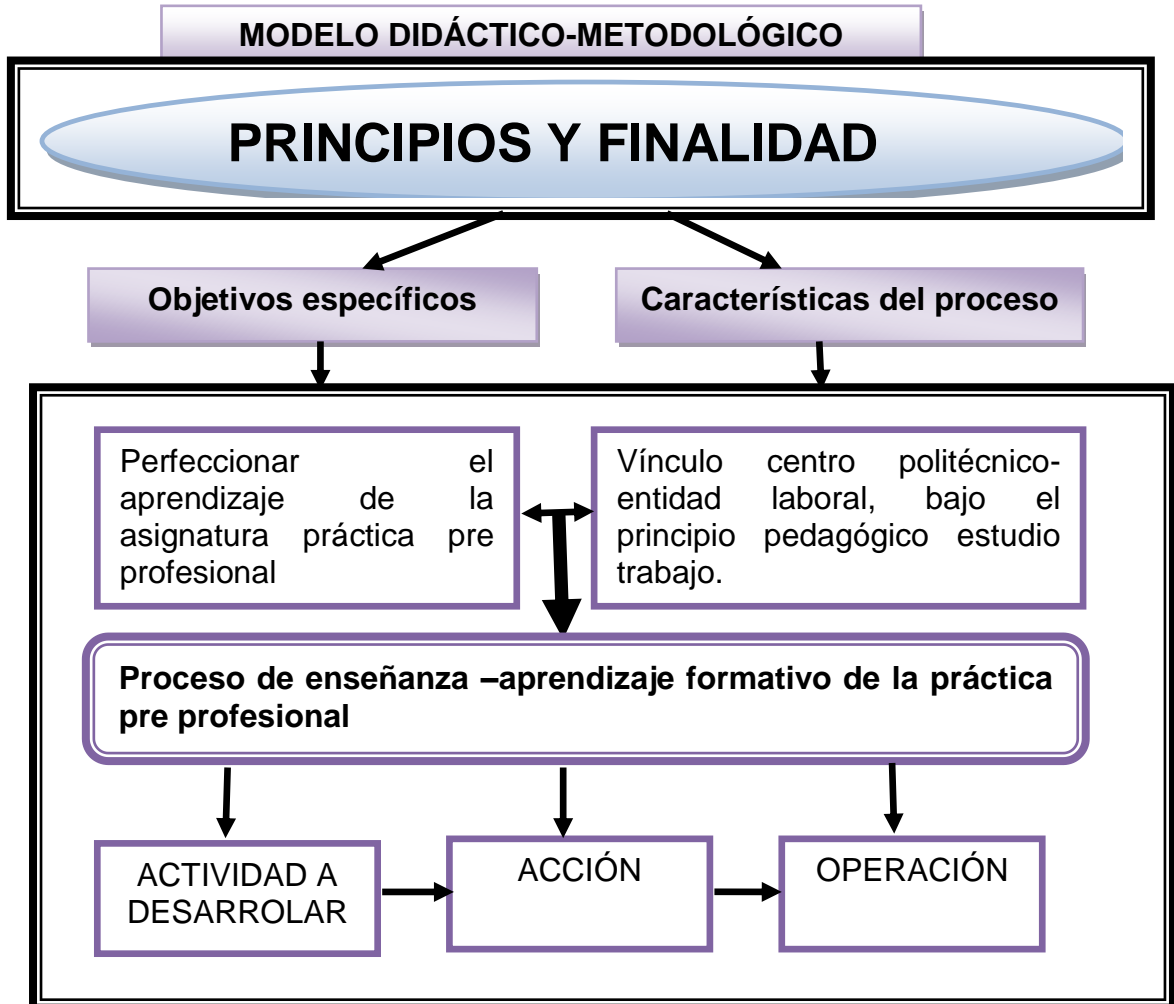 MODELO DIDÁCTICO-METODOLÓGICO
PRINCIPIOS Y FINALIDAD
Objetivos específicos
Características del proceso
Perfeccionar el
aprendizaje de la
asignatura práctica pre
profesional
Vínculo centro politécnico-
entidad laboral, bajo el
principio pedagógico estudio
trabajo.
Proceso de enseñanza –aprendizaje formativo de la práctica
pre profesional
ACTIVIDAD A
DESARROLAR
ACCIÓN
OPERACIÓN